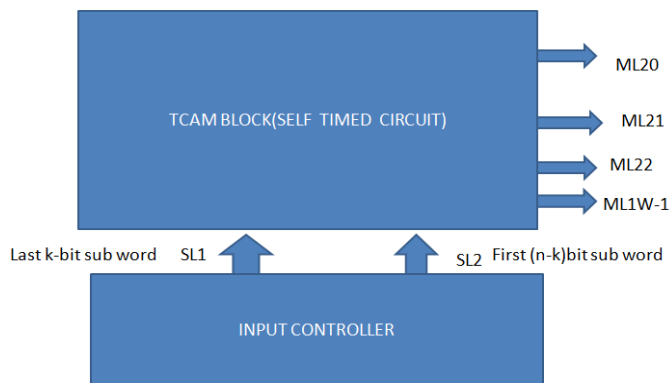 ML20
TCAM BLOCK(SELF TIMED CIRCUIT)
ML21
ML22
ML1W-1
Last k-bit sub word SL1 SL2 First (n-k)bit sub word
INPUT CONTROLLER